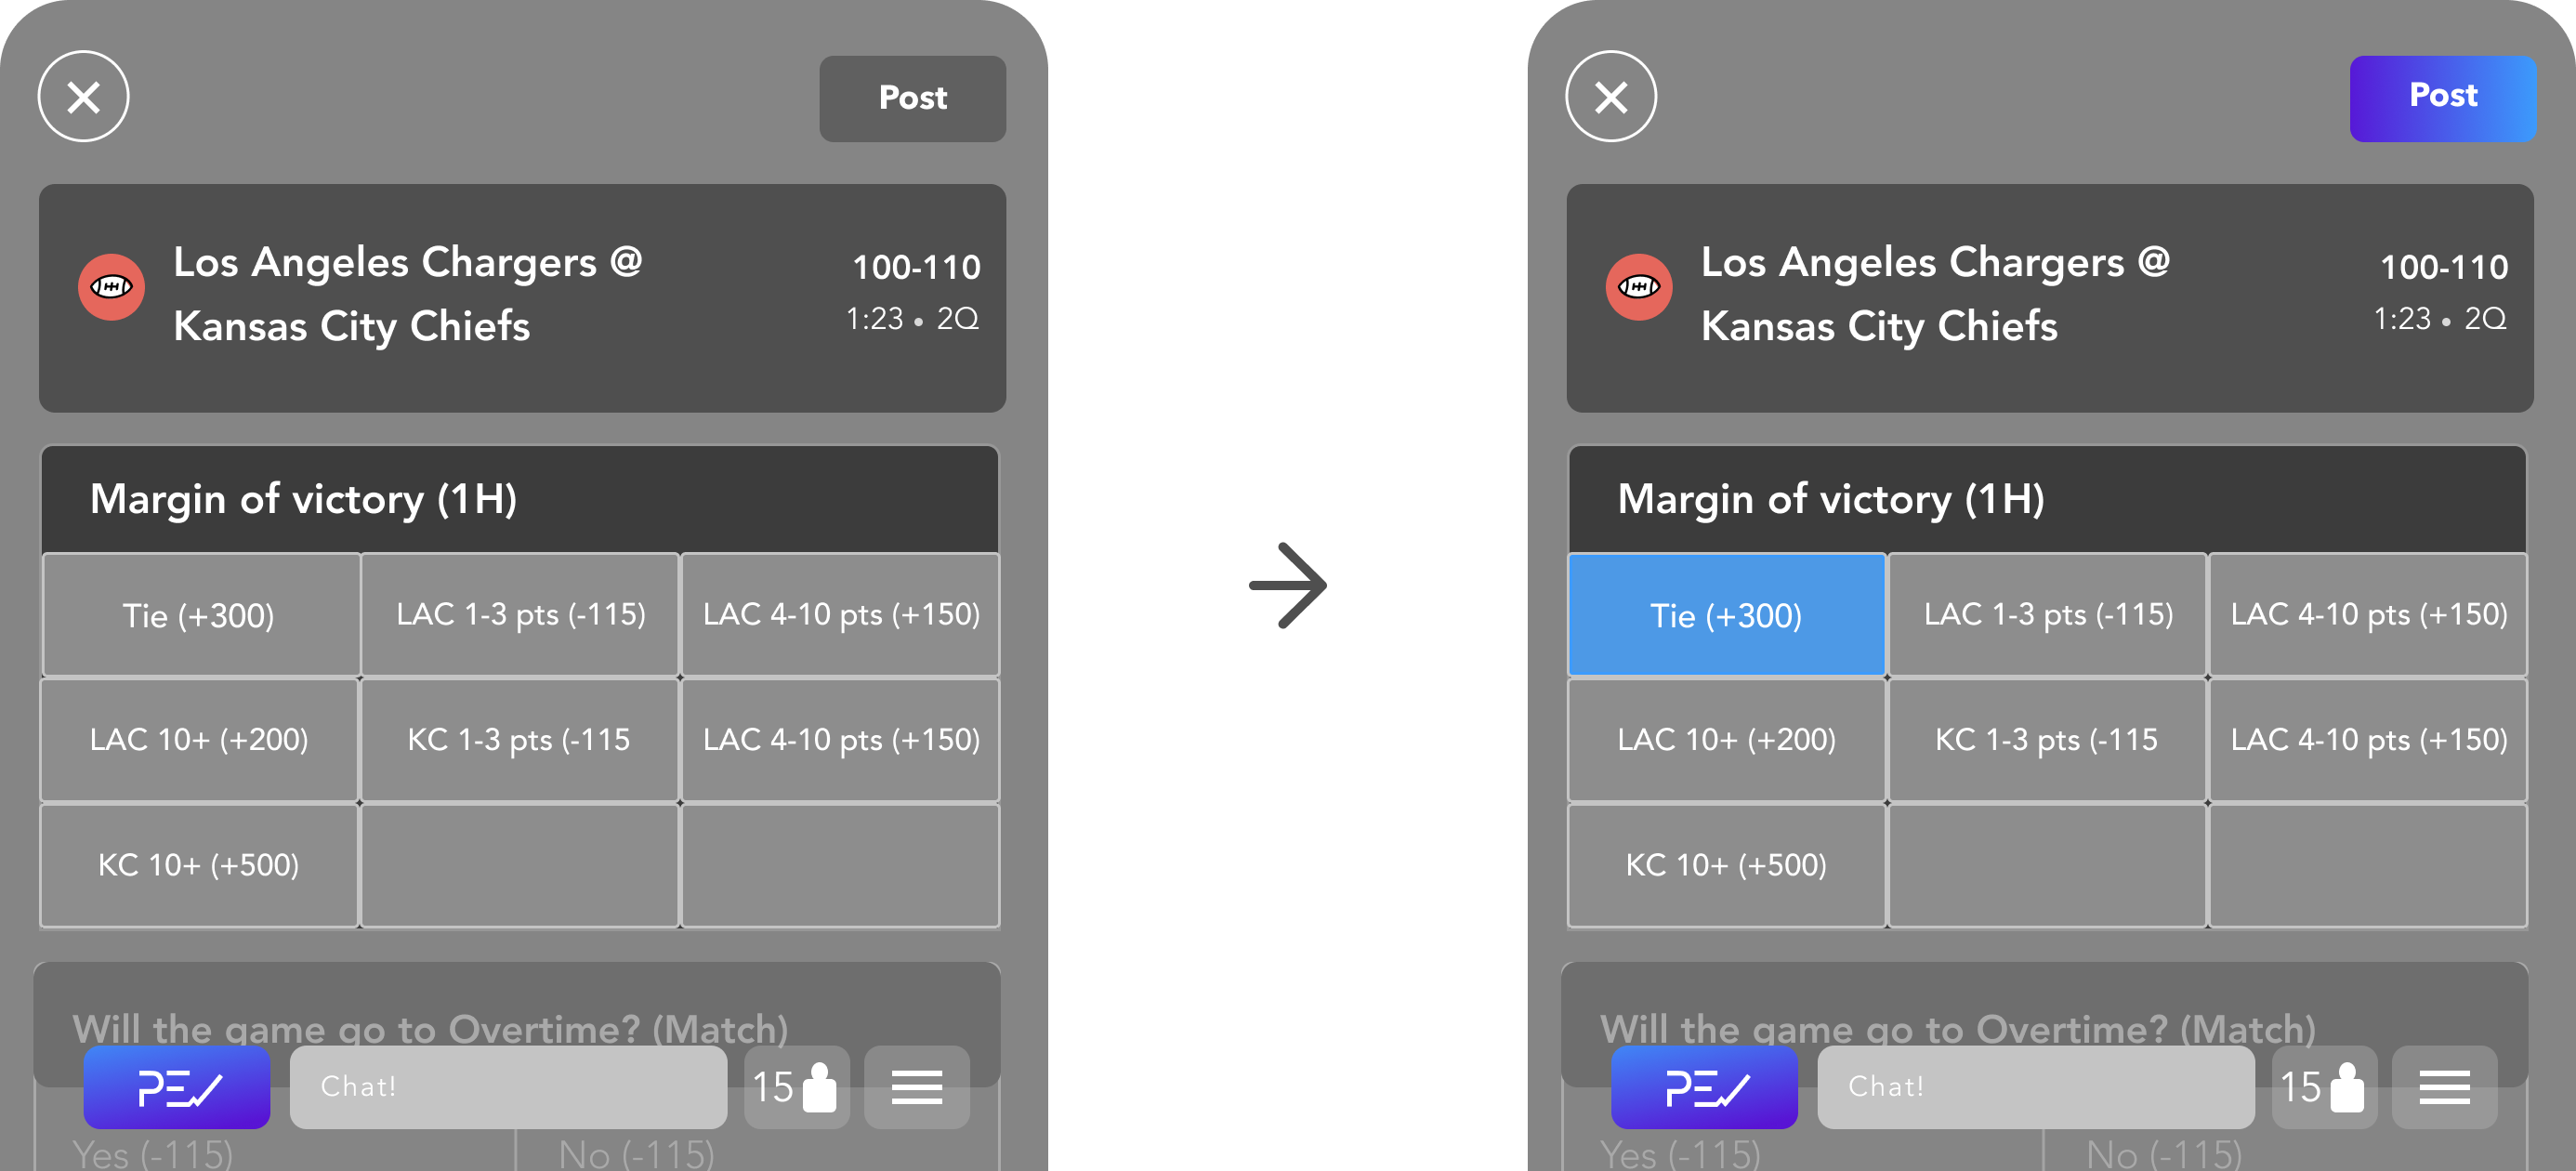 Post
Los Angeles Chargers @
Kansas City Chiefs
100-110
1:23 • 2Q
Margin of victory (1H)
Tie (+300)
LAC 1-3 pts (-115)
LAC 4-10 pts (+150)
LAC 10+ (+200)
KC 1-3 pts (-115
LAC 4-10 pts (+150)
KC 10+ (+500)
Will the game go to Overtime? (Match)
PE
Chat!
15
Yes (-115)
No (-115)
Post
Los Angeles Chargers @
Kansas City Chiefs
100-110
1:23 • 2Q
Margin of victory (1H)
Tie (+300)
LAC 1-3 pts (-115)
LAC 4-10 pts (+150)
LAC 10+ (+200)
KC 1-3 pts (-115
LAC 4-10 pts (+150)
KC 10+ (+500)
Will the game go to Overtime? (Match)
PE
Chat!
15
Yes (-115)
No (-115)